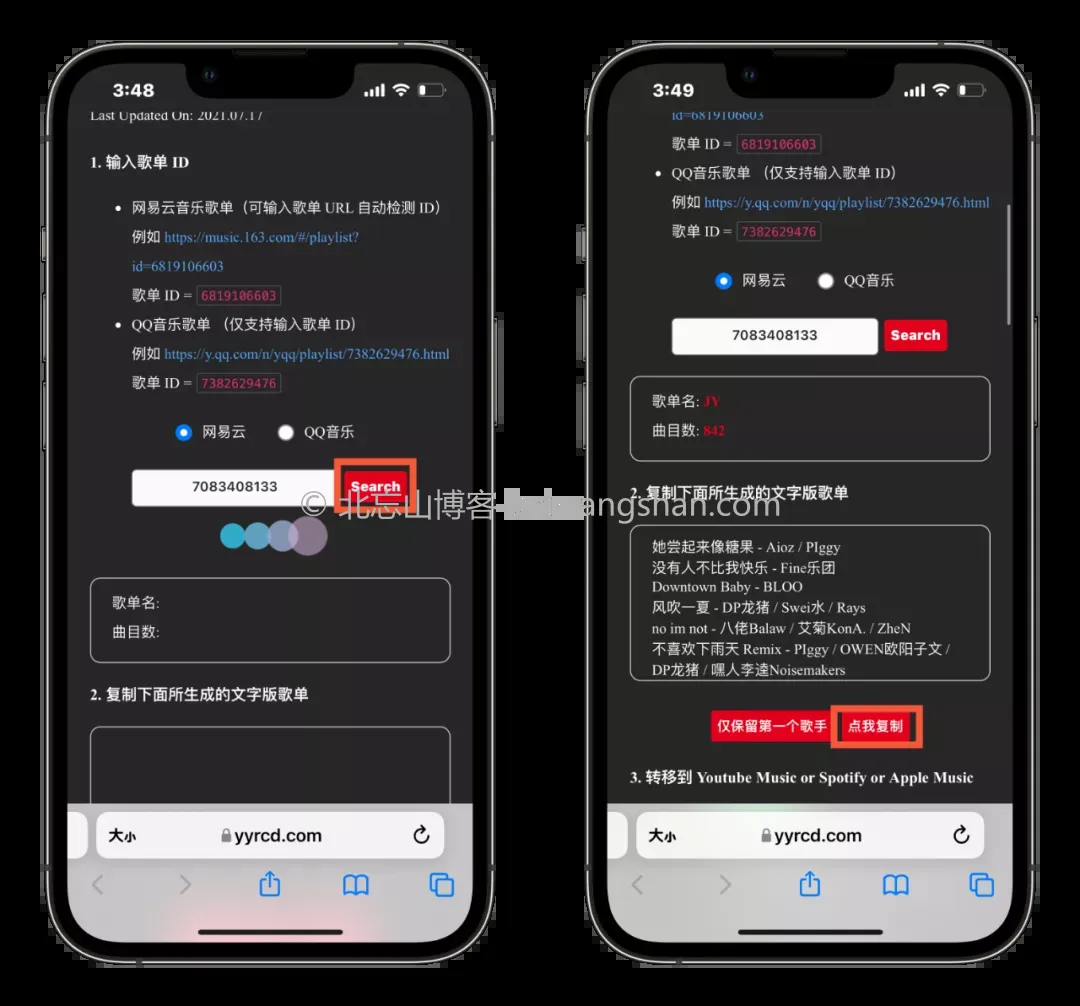 3:48
Last Updated On: 2021.07.17
1. 输入歌单 ID
• 网易云音乐歌单（可输入歌单 URL 自动检测 ID）
例如 https://music.163.com/#/playlist?
id=6819106603
歌单 ID = 6819106603
• QQ音乐歌单 （仅支持输入歌单 ID）
例如 https://y.qq.com/n/yqq/playlist/7382629476.html
歌单 ID = 7382629476
网易云 QQ音乐
7083408133 Search
歌单名:
曲目数:
2. 复制下面所生成的文字版歌单
大小 yyrcd.com
3:49
id=6819106603
歌单 ID = 6819106603
• QQ音乐歌单 （仅支持输入歌单 ID）
例如 https://y.qq.com/n/yqq/playlist/7382629476.html
歌单 ID = 7382629476
网易云 QQ音乐
7083408133 Search
歌单名: JY
曲目数: 842
2. 复制下面所生成的文字版歌单
她尝起来像糖果 - Aioz / PIggy
没有人不比我快乐 - Fine乐团
Downtown Baby - BLOO
风吹一夏 - DP龙猪 / Swei水 / Rays
no im not - 八佬Balaw / 艾菊KonA. / ZheN
不喜欢下雨天 Remix - PIggy / OWEN欧阳子文 /
DP龙猪 / 嘿人李逵Noisemakers
仅保留第一个歌手 点我复制
3. 转移到 Youtube Music or Spotify or Apple Music
大小 yyrcd.com
© 北忘山博客 angshan.com